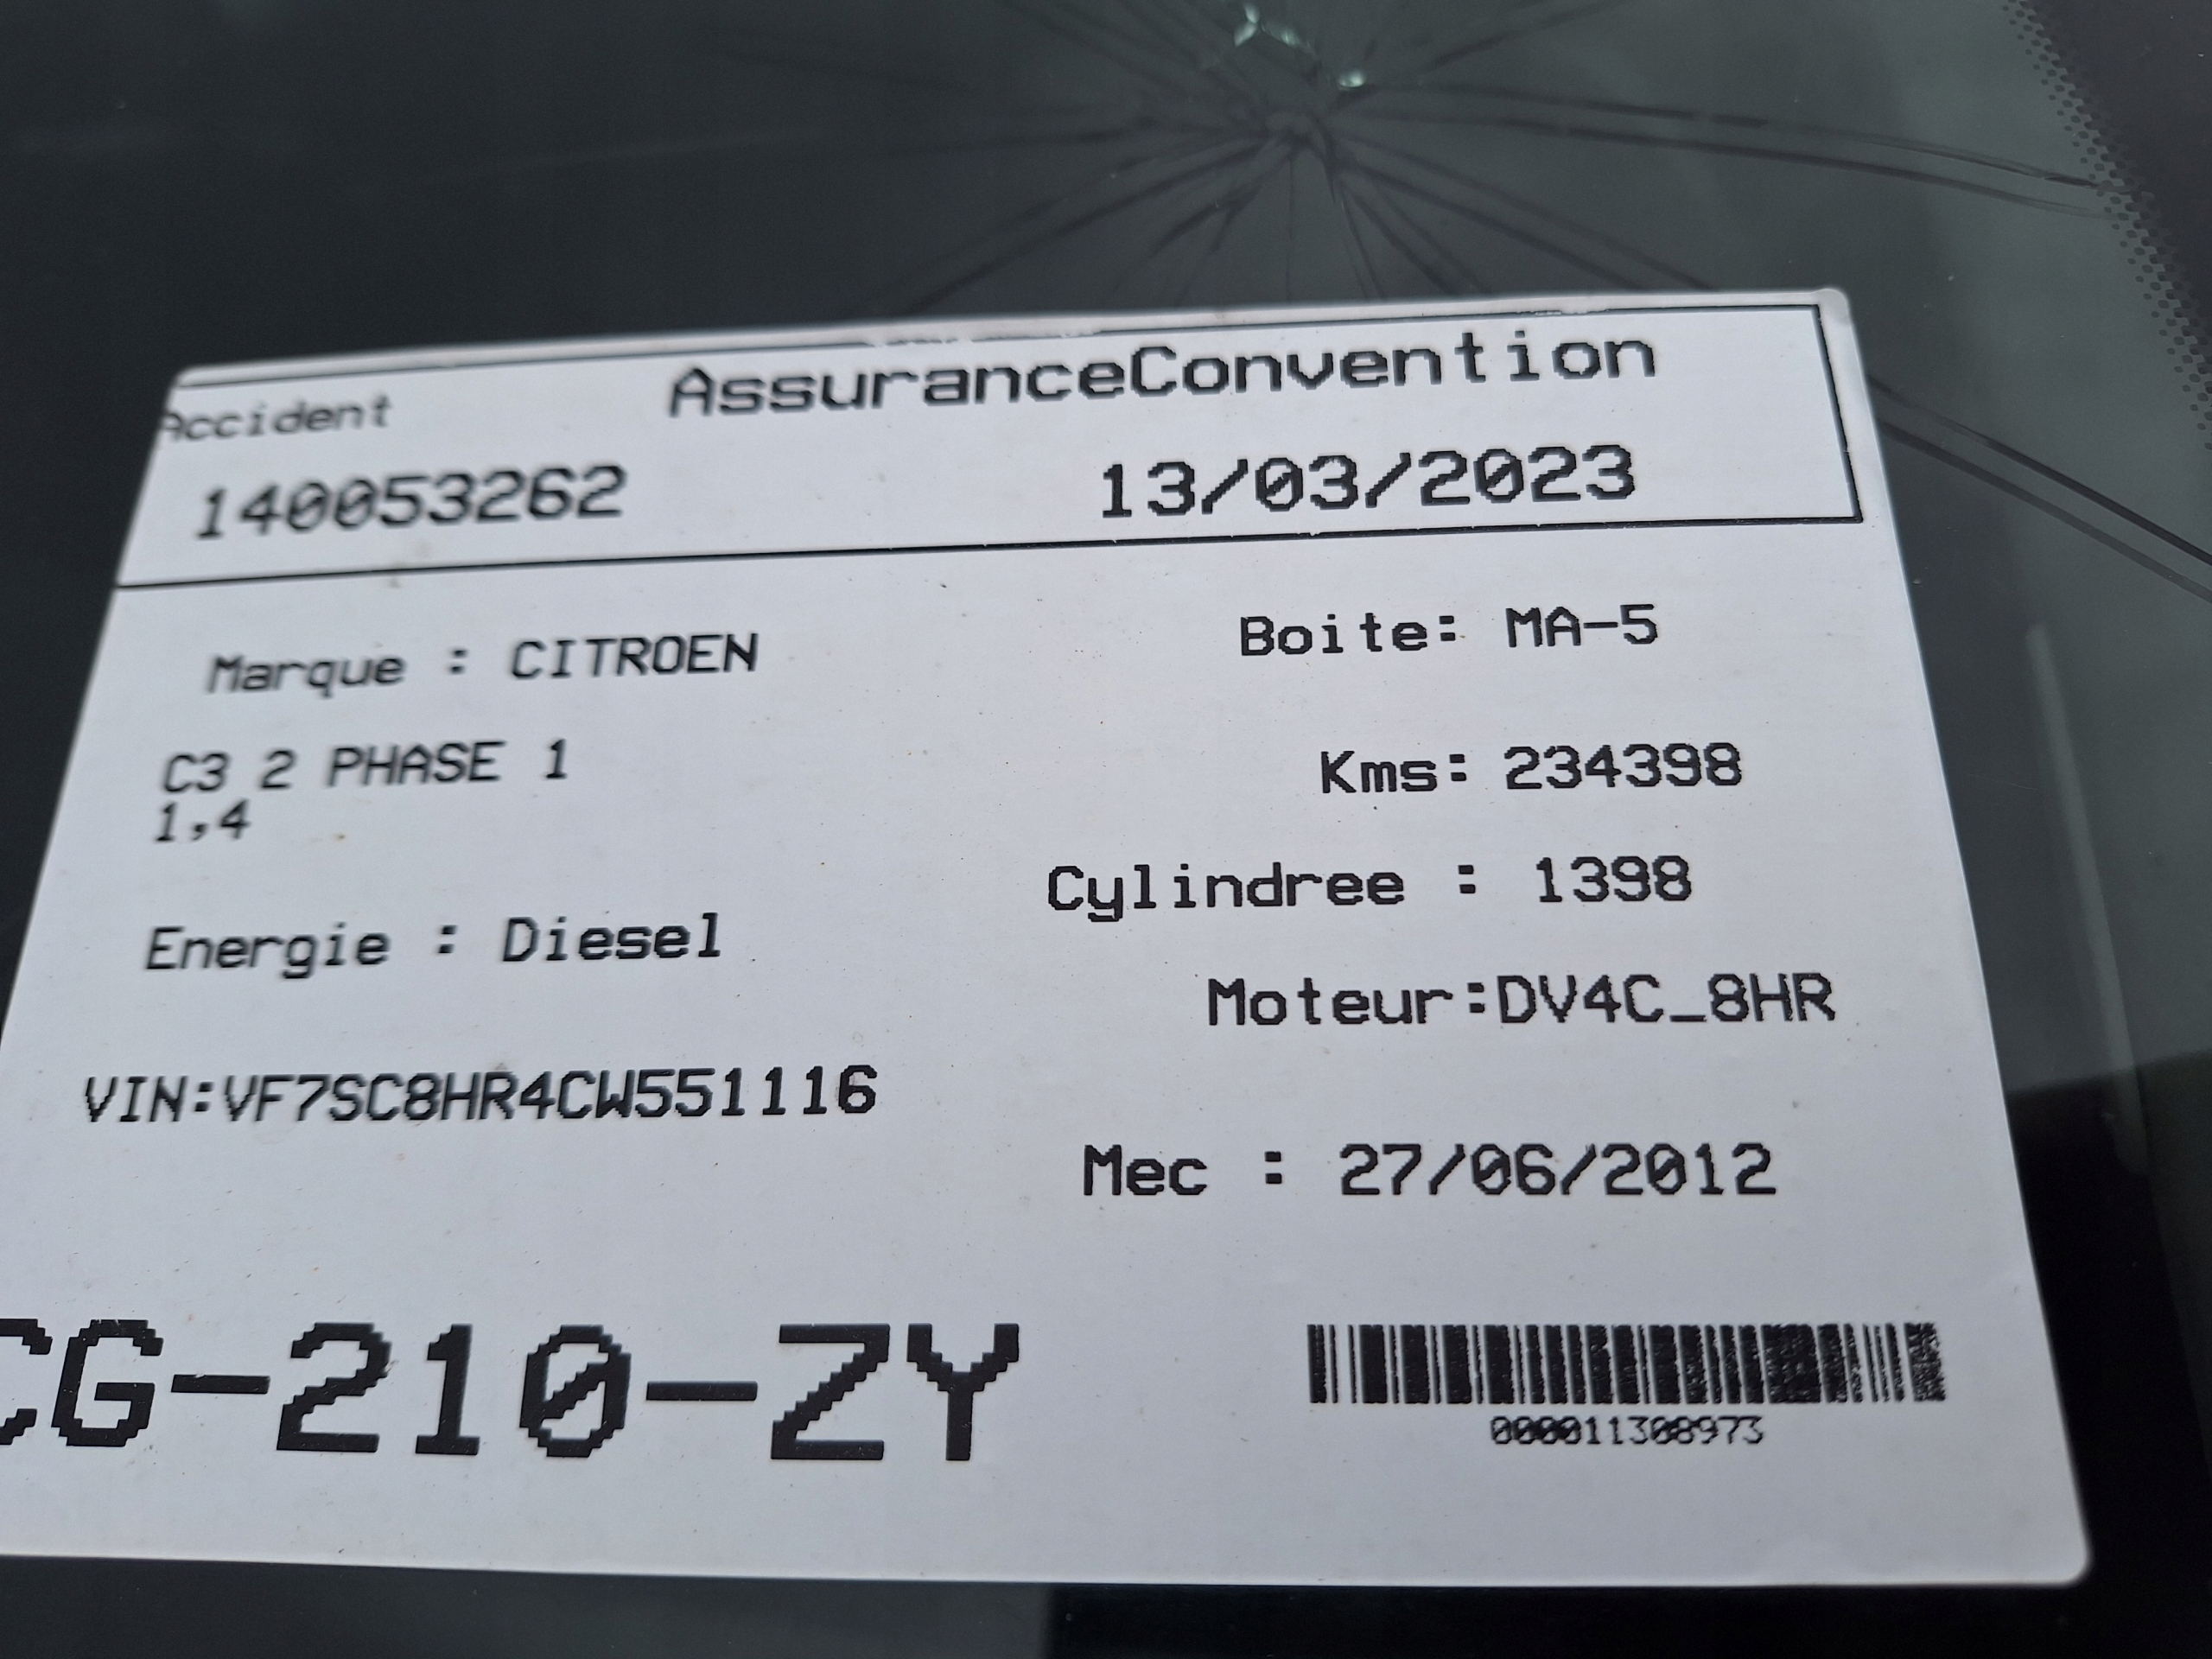 AssuranceConvention
Accident
140053262 13/03/2023
Marque : CITROEN
Boite: MA-5
C3 2 PHASE 1
1,4
Kms: 234398
Cylindree : 1398
Energie : Diesel
Moteur:DV4C_8HR
VIN:VF7SC8HR4CW551116
Mec : 27/06/2012
CG-210-ZY
000011308973